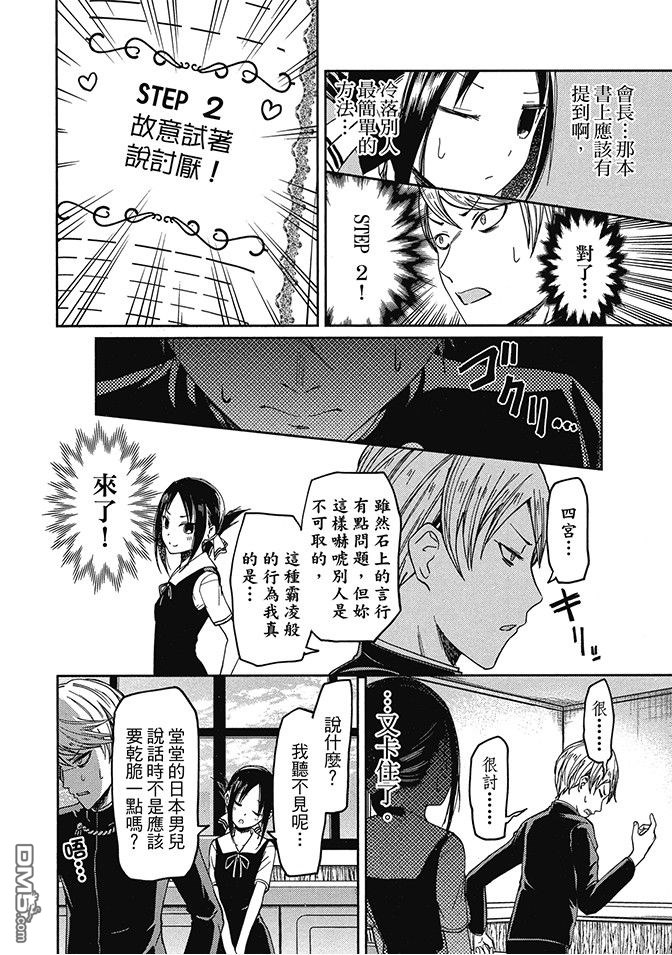 會長…那本
書上應該有
提到啊，
冷落別人
最簡單的
方法…
對了…
STEP 2！
STEP 2
故意試著
說討厭！
ゴクリ…
四宮…
雖然石上的言行
有點問題，但妳
這樣嚇唬別人是
不可取的，
這種霸凌般
的行為我真
的是…
キリッ
來了！
很……
很討……
…又卡住了。
說什麼？
我聽不見呢…
堂堂的日本男兒
說話時不是應該
要乾脆一點嗎？
唔…
DM5
.com